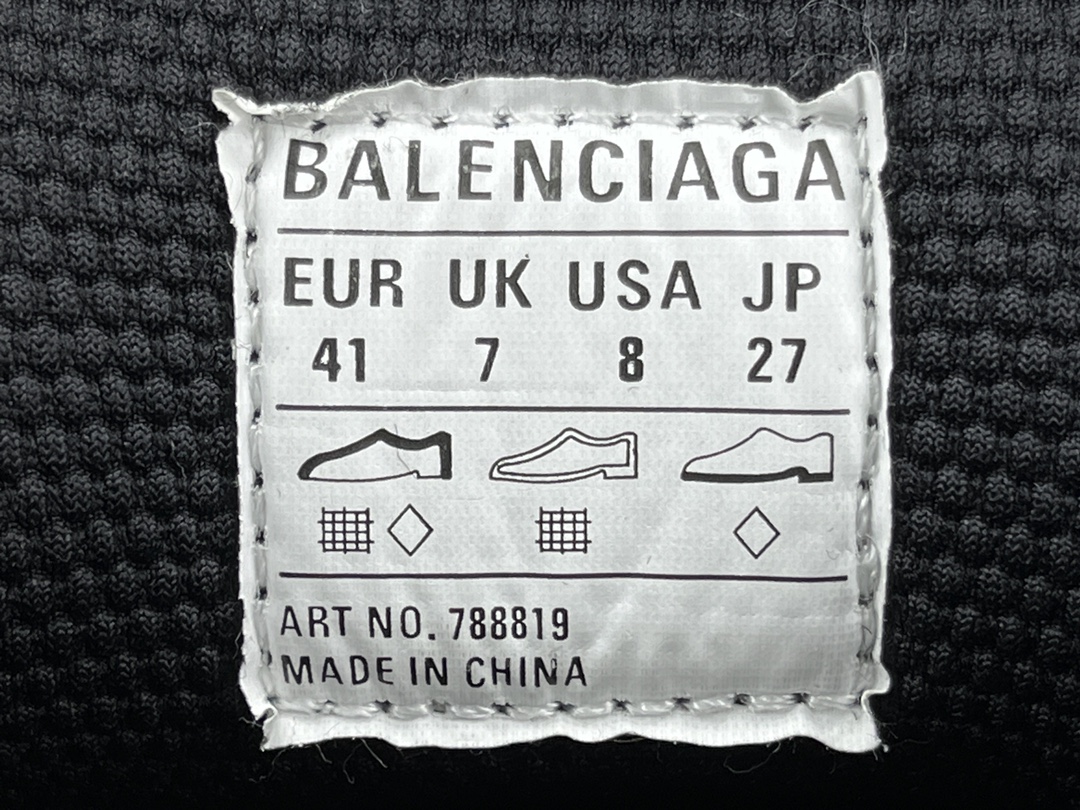 BALENCIAGA
EUR UK USA JP
41 7 8 27
ART NO. 788819
MADE IN CHINA